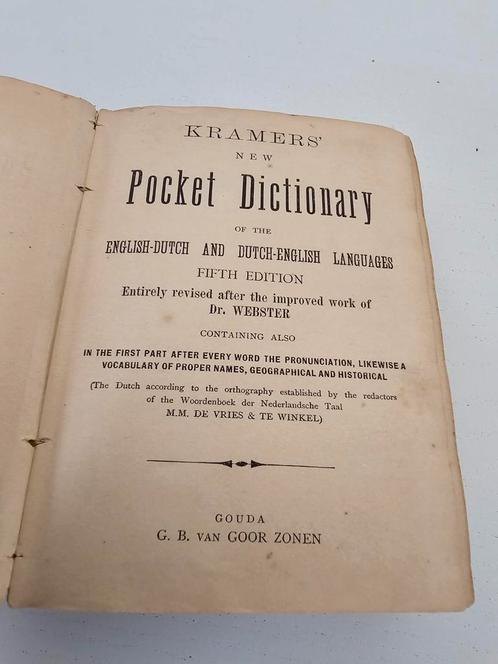 KRAMERS'
NEW
Pocket Dictionary
OF THE
ENGLISH-DUTCH AND DUTCH-ENGLISH LANGUAGES
FIFTH EDITION
Entirely revised after the improved work of
Dr. WEBSTER
CONTAINING ALSO
IN THE FIRST PART AFTER EVERY WORD THE PRONUNCIATION, LIKEWISE A
VOCABULARY OF PROPER NAMES, GEOGRAPHICAL AND HISTORICAL
(The Dutch according to the orthography established by the redactors
of the Woordenboek der Nederlandsche Taal
M.M. DE VRIES & TE WINKEL)
GOUDA
G. B. VAN GOOR ZONEN